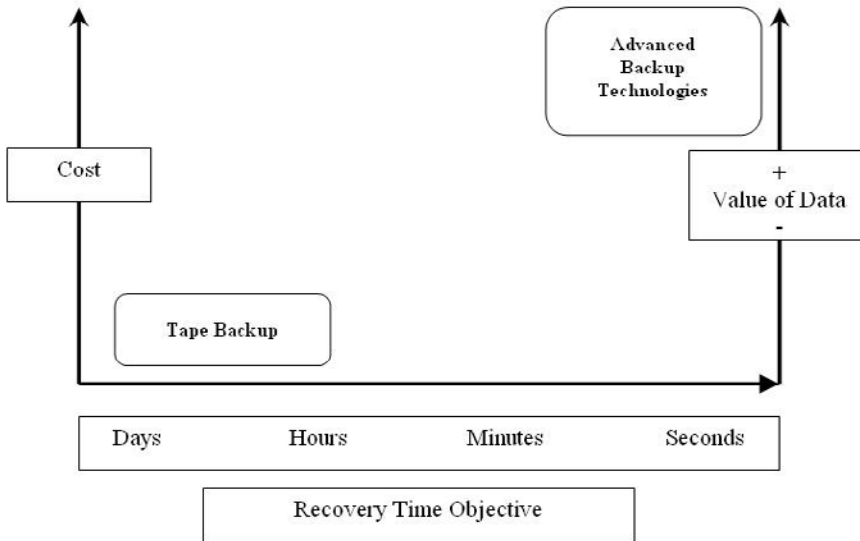 Advanced
Backup
Technologies
Cost
+
Value of Data
-
Tape Backup
Days Hours Minutes Seconds
Recovery Time Objective